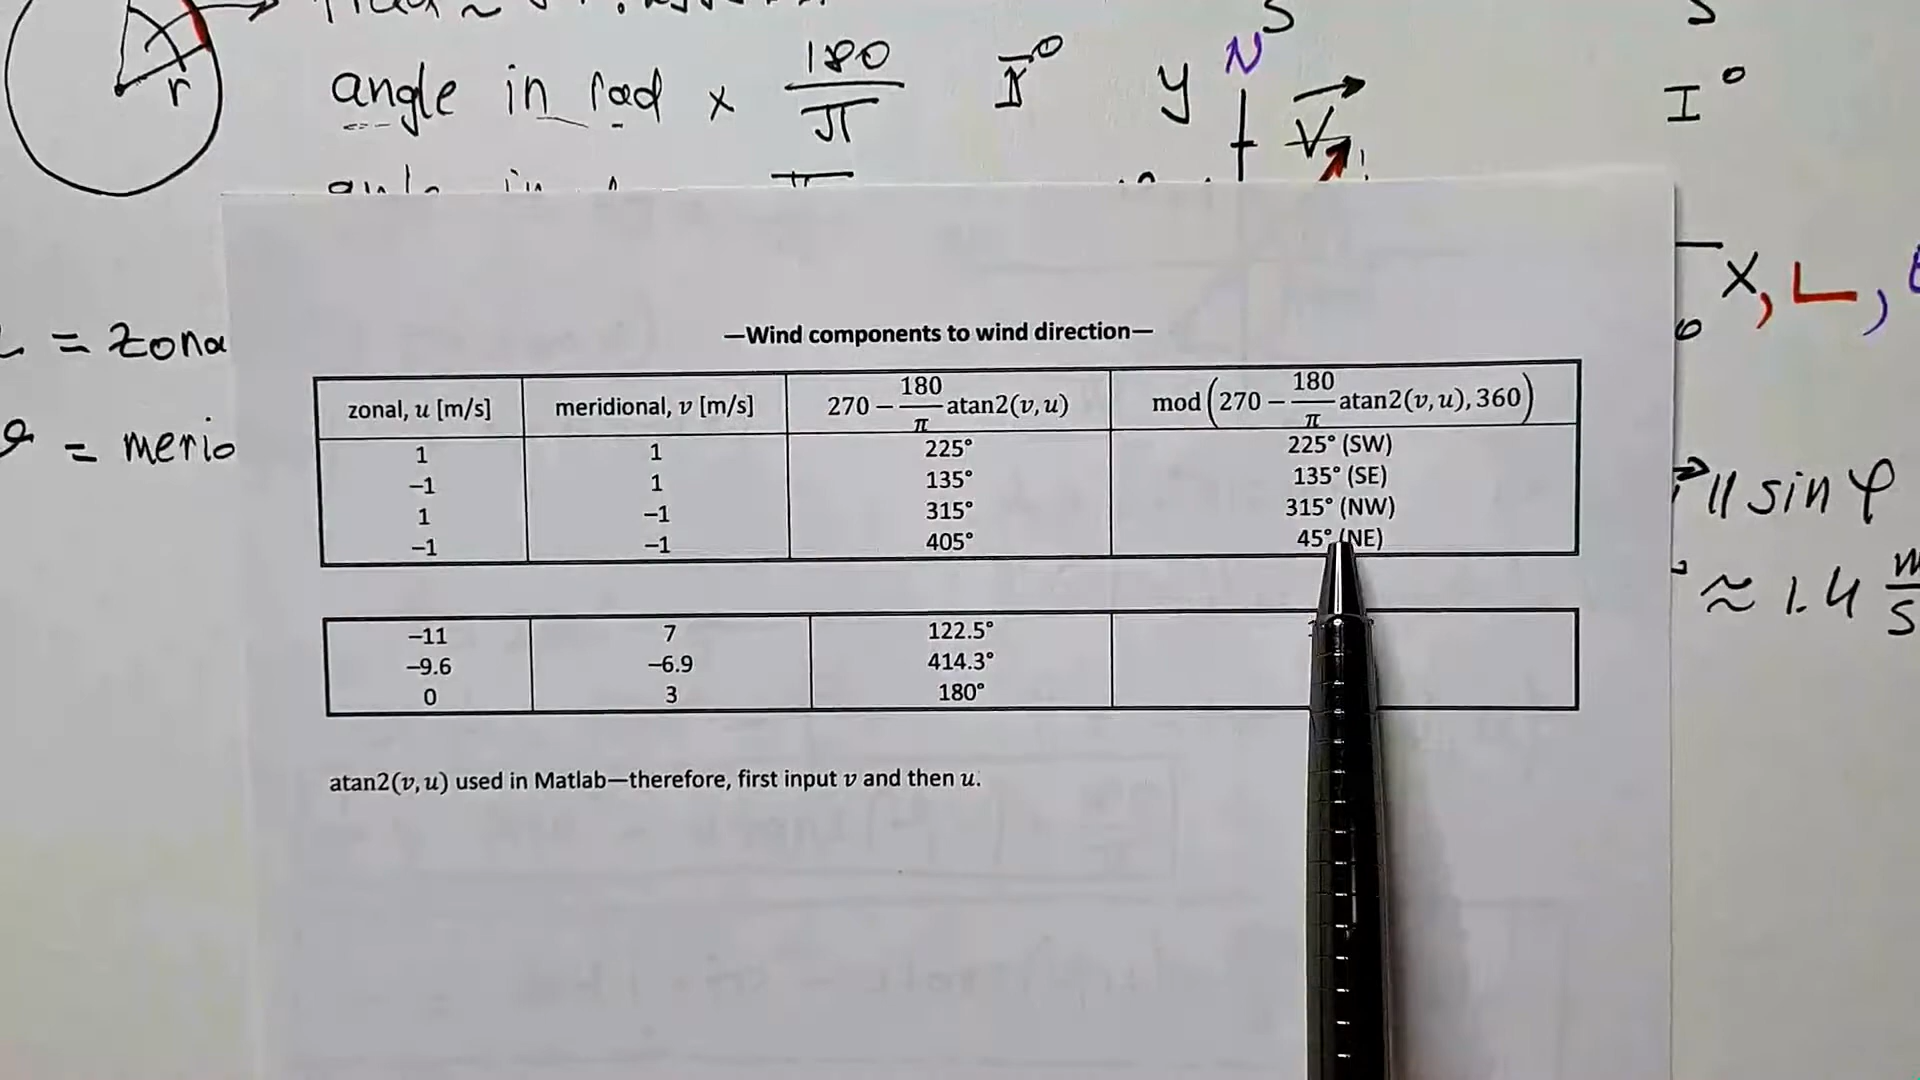 angle in rad x 180/π
I°
y
N
S
V
S
I°
X, L,
= zona
= merio
—Wind components to wind direction—
zonal, u [m/s] meridional, v [m/s] 270 − 180/π atan2(v, u) mod(270 − 180/π atan2(v, u), 360)
1 1 225° 225° (SW)
−1 1 135° 135° (SE)
1 −1 315° 315° (NW)
−1 −1 405° 45° (NE)
−11 7 122.5°
−9.6 −6.9 414.3°
0 3 180°
atan2(v, u) used in Matlab—therefore, first input v and then u.
|| sin φ
≈ 1.4 m/s